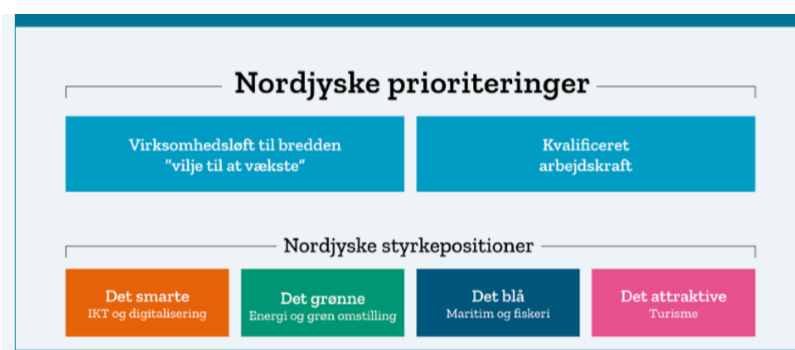 Nordjyske prioriteringer
Virksomhedsløft til bredden
"vilje til at vækste"
Kvalificeret
arbejdskraft
Nordjyske styrkepositioner
Det smarte
IKT og digitalisering
Det grønne
Energi og grøn omstilling
Det blå
Maritim og fiskeri
Det attraktive
Turisme